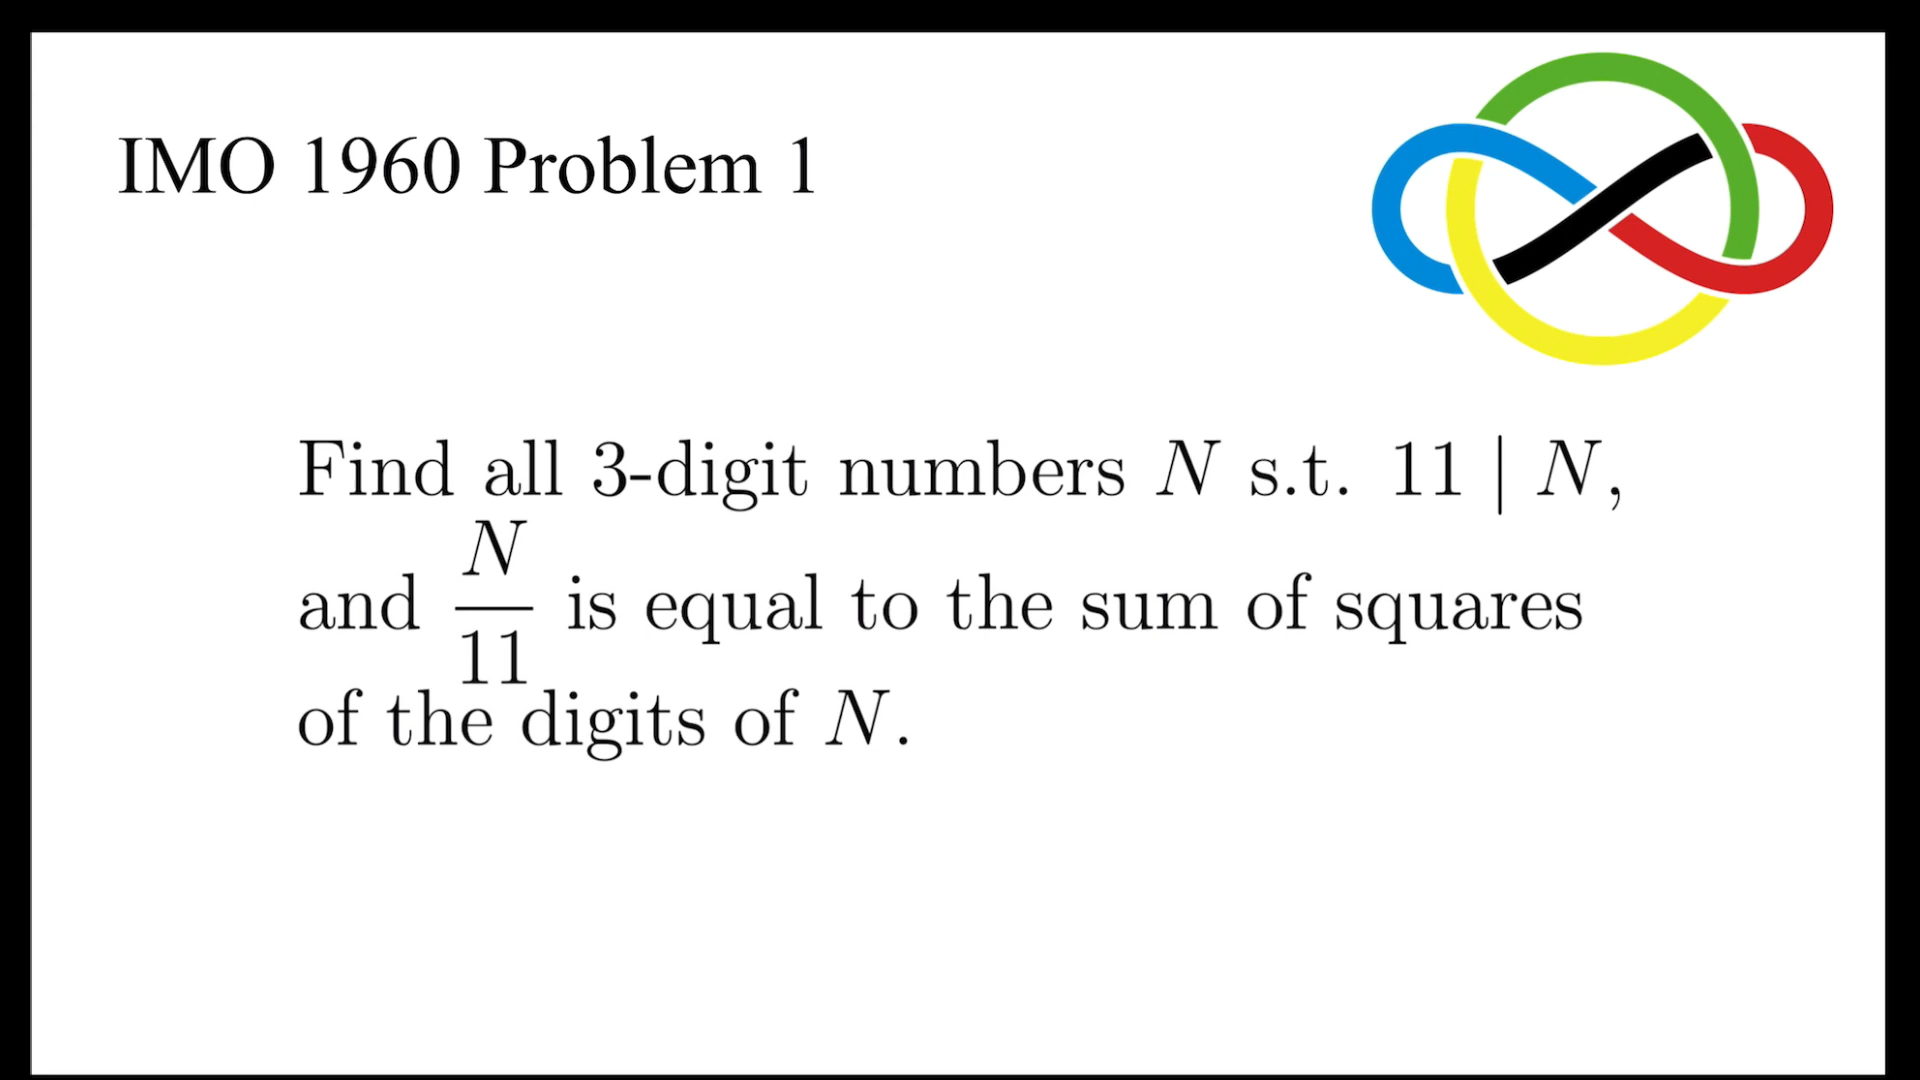 IMO 1960 Problem 1
Find all 3-digit numbers N s.t. 11 | N,
and N/11 is equal to the sum of squares
of the digits of N.